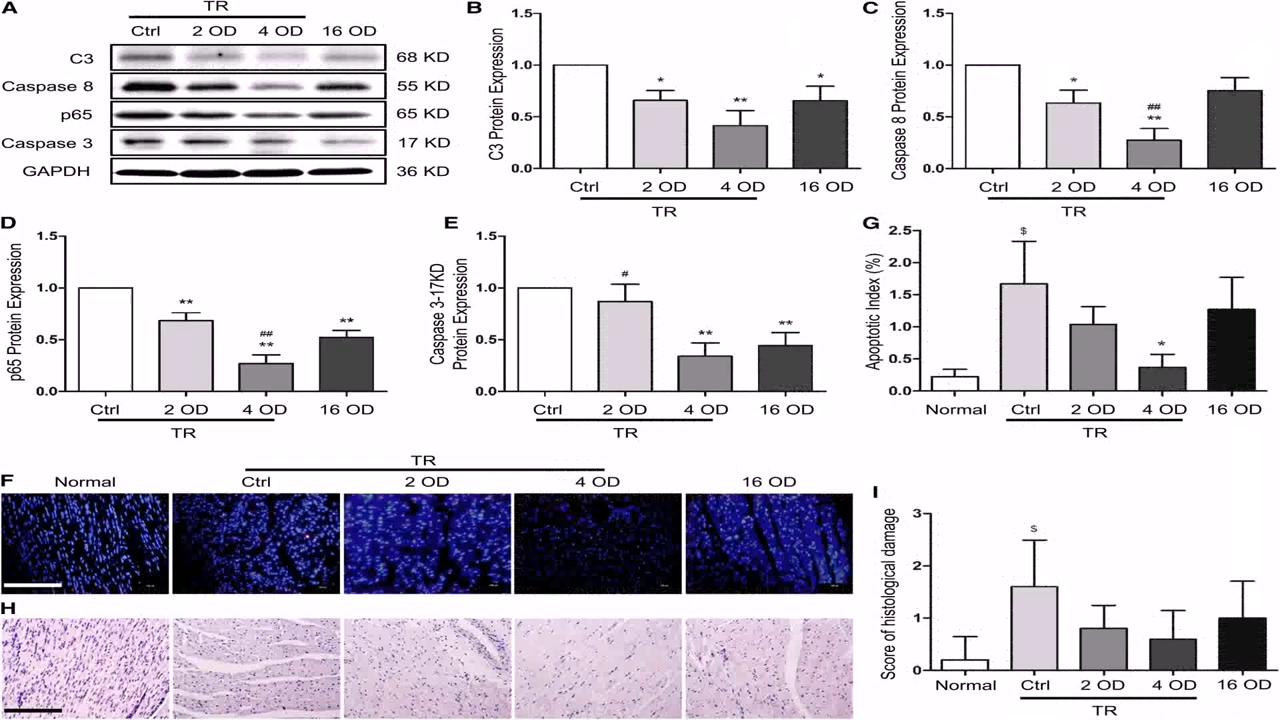 A
TR
Ctrl 2 OD 4 OD 16 OD
C3 68 KD
Caspase 8 55 KD
p65 65 KD
Caspase 3 17 KD
GAPDH 36 KD
B
C3 Protein Expression
1.5
1.0
0.5
0.0
* ** *
Ctrl 2 OD 4 OD 16 OD
TR
C
Caspase 8 Protein Expression
1.5
1.0
0.5
0.0
* ## **
Ctrl 2 OD 4 OD 16 OD
TR
D
p65 Protein Expression
1.5
1.0
0.5
0.0
** ## ** **
Ctrl 2 OD 4 OD 16 OD
TR
E
Caspase 3-17KD
Protein Expression
1.5
1.0
0.5
0.0
# ** **
Ctrl 2 OD 4 OD 16 OD
TR
G
Apoptotic Index (%)
2.5
2.0
1.5
1.0
0.5
0.0
$ *
Normal Ctrl 2 OD 4 OD 16 OD
TR
TR
F Normal Ctrl 2 OD 4 OD 16 OD
H
I
Score of histological damage
3
2
1
0
$
Normal Ctrl 2 OD 4 OD 16 OD
TR